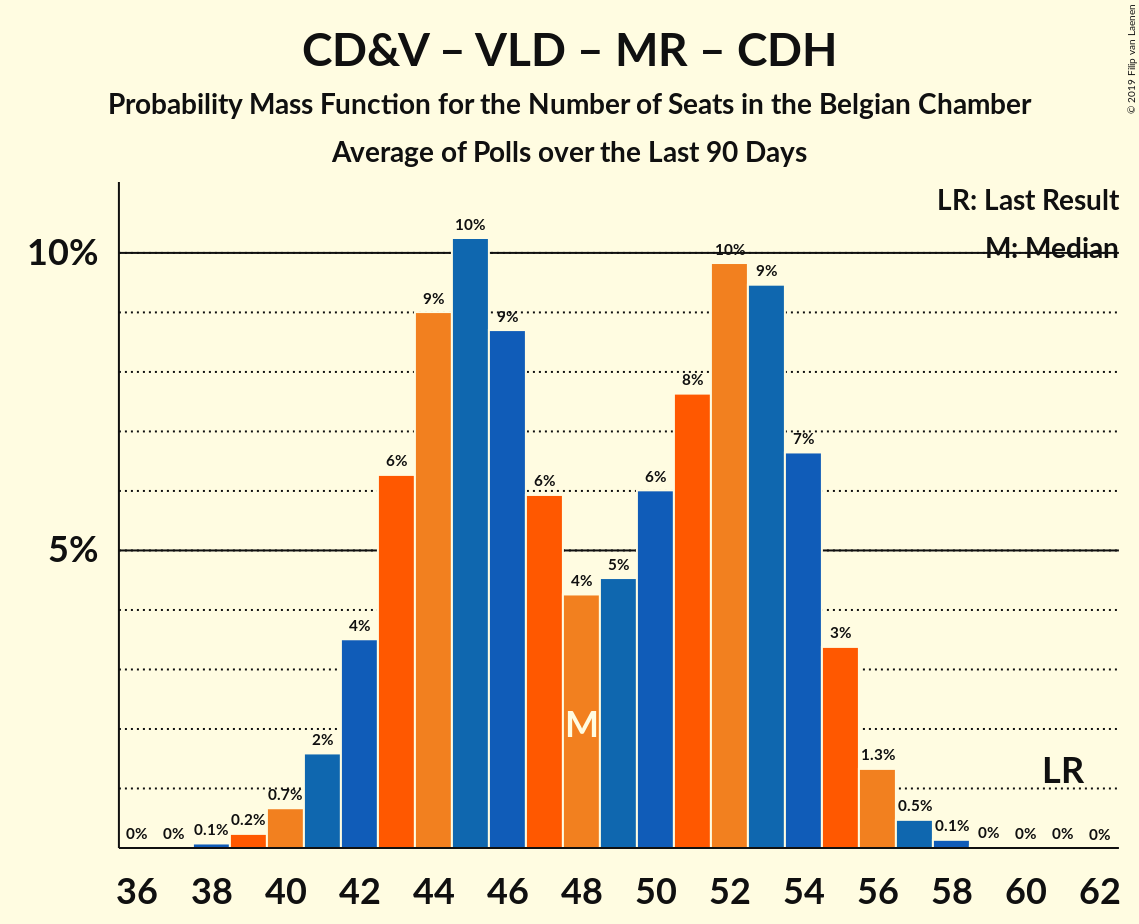 CD&V – VLD – MR – CDH
Probability Mass Function for the Number of Seats in the Belgian Chamber
Average of Polls over the Last 90 Days
© 2019 Filip van Laenen
LR: Last Result
M: Median
10%
5%
0% 0% 0.1% 0.2% 0.7% 2% 4% 6% 9% 10% 9% 6% 4% 5% 6% 8% 10% 9% 7% 3% 1.3% 0.5% 0.1% 0% 0% 0% 0%
M
LR
36 38 40 42 44 46 48 50 52 54 56 58 60 62